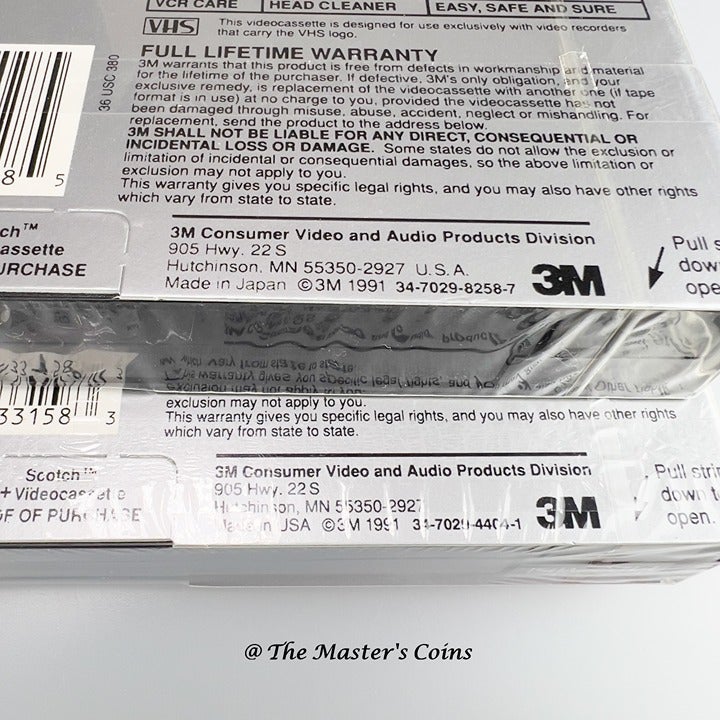 VCR CARE HEAD CLEANER EASY, SAFE AND SURE
VHS This videocassette is designed for use exclusively with video recorders
that carry the VHS logo.
FULL LIFETIME WARRANTY
3M warrants that this product is free from defects in workmanship and material
for the lifetime of the purchaser. If defective, 3M's only obligation, and your
exclusive remedy, is replacement of the videocassette with another one (if tape
format is in use) at no charge to you, provided the videocassette has not
been damaged through misuse, abuse, accident, neglect or mishandling. For
replacement, send the product to the address below.
3M SHALL NOT BE LIABLE FOR ANY DIRECT, CONSEQUENTIAL OR
INCIDENTAL LOSS OR DAMAGE. Some states do not allow the exclusion or
limitation of incidental or consequential damages, so the above limitation or
exclusion may not apply to you.
This warranty gives you specific legal rights, and you may also have other rights
which vary from state to state.
36 USC 380
8 5
ch™
assette
URCHASE
3M Consumer Video and Audio Products Division
905 Hwy. 22 S
Hutchinson, MN 55350-2927 U.S.A.
Made in Japan ©3M 1991 34-7029-8258-7
3M
Pull s
dow
ope
33158 3
exclusion may not apply to you.
This warranty gives you specific legal rights, and you may also have other rights
which vary from state to state.
Scotch™
+ Videocassette
OF OF PURCHASE
3M Consumer Video and Audio Products Division
905 Hwy. 22 S
Hutchinson, MN 55350-2927
Made in USA ©3M 1991 34-7029-4404-1
3M
Pull strin
down t
open.
@ The Master's Coins